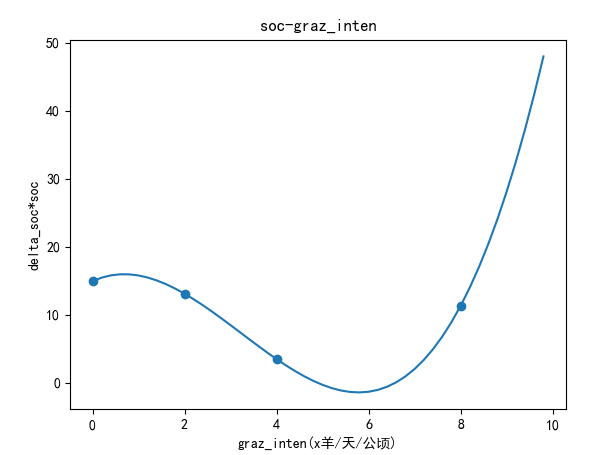 soc-graz_inten
50
40
30
20
10
0
delta_soc*soc
0 2 4 6 8 10
graz_inten(x羊/天/公顷)